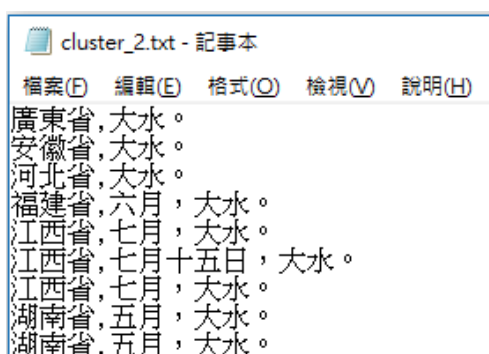 cluster_2.txt - 記事本
檔案(F) 編輯(E) 格式(O) 檢視(V) 說明(H)
廣東省,大水。
安徽省,大水。
河北省,大水。
福建省,六月，大水。
江西省,七月，大水。
江西省,七月十五日，大水。
江西省,七月，大水。
湖南省,五月，大水。
湖南省,五月，大水。